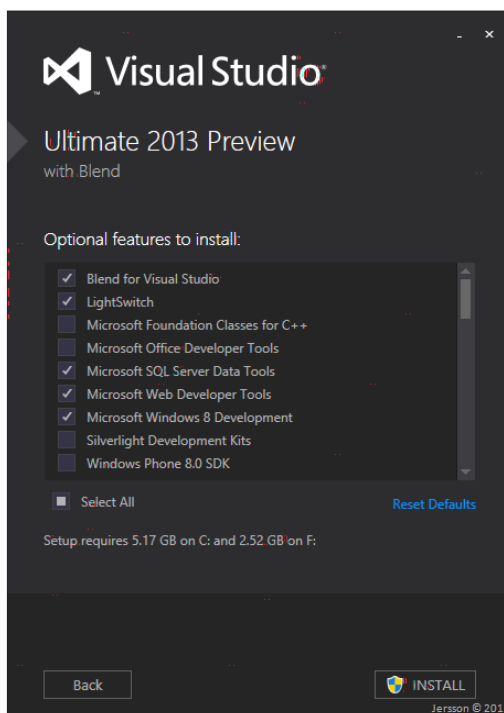 Visual Studio
Ultimate 2013 Preview
with Blend
Optional features to install:
Blend for Visual Studio
LightSwitch
Microsoft Foundation Classes for C++
Microsoft Office Developer Tools
Microsoft SQL Server Data Tools
Microsoft Web Developer Tools
Microsoft Windows 8 Development
Silverlight Development Kits
Windows Phone 8.0 SDK
Select All
Reset Defaults
Setup requires 5.17 GB on C: and 2.52 GB on F:
Back
INSTALL
Jersson © 201